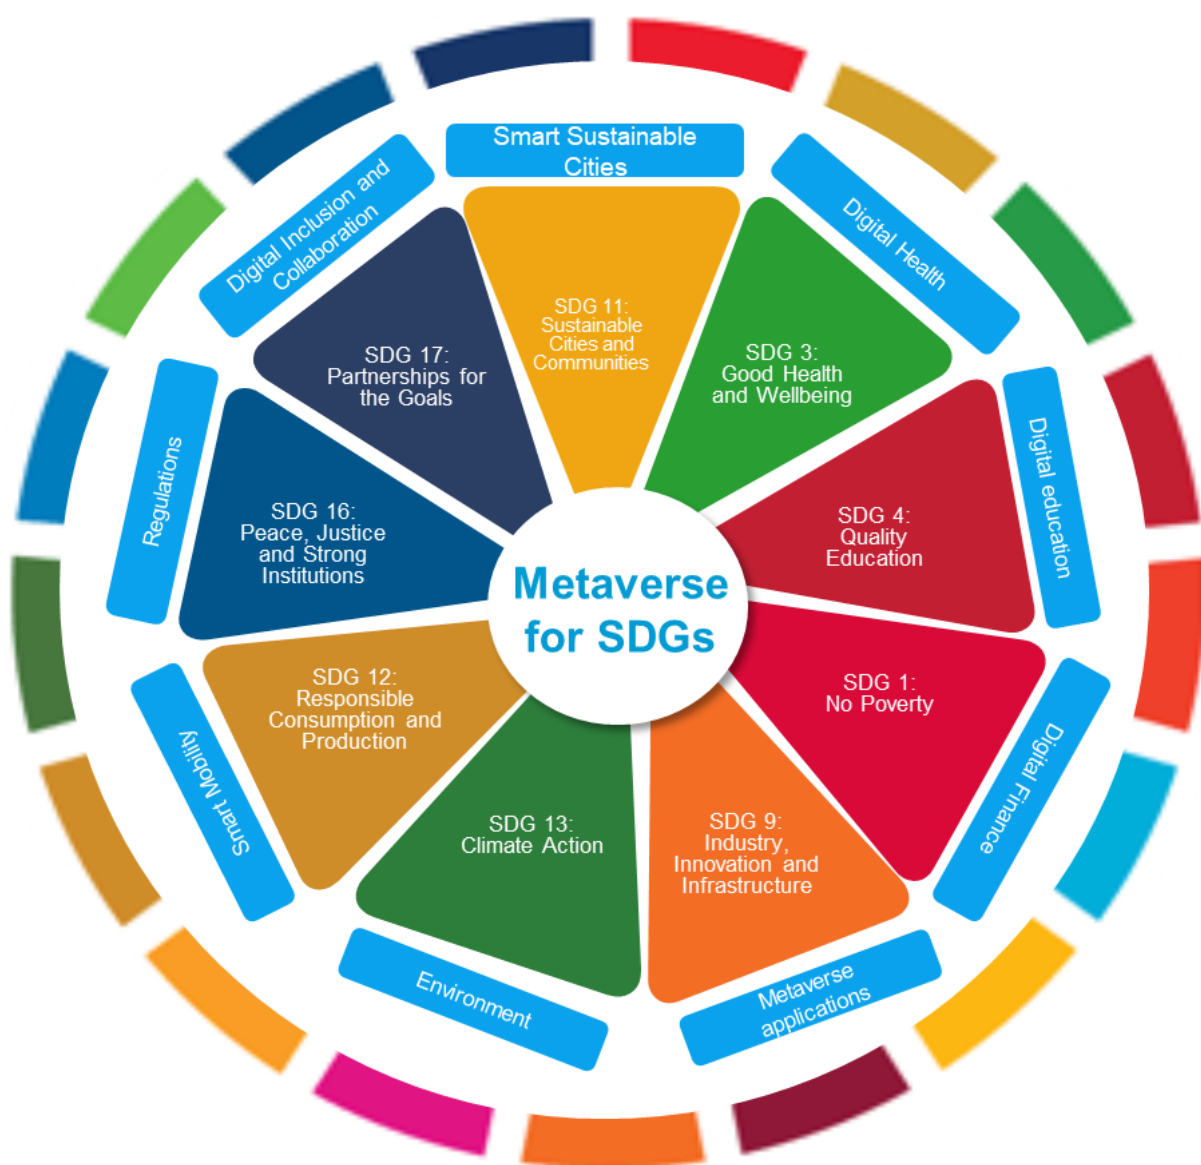 Smart Sustainable
Cities
Digital Health
Digital education
Digital Finance
Metaverse
applications
Environment
Smart Mobility
Regulations
Digital Inclusion and
Collaboration
SDG 11:
Sustainable
Cities and
Communities
SDG 3:
Good Health
and Wellbeing
SDG 4:
Quality
Education
SDG 1:
No Poverty
SDG 9:
Industry,
Innovation and
Infrastructure
SDG 13:
Climate Action
SDG 12:
Responsible
Consumption and
Production
SDG 16:
Peace, Justice
and Strong
Institutions
SDG 17:
Partnerships for
the Goals
Metaverse
for SDGs